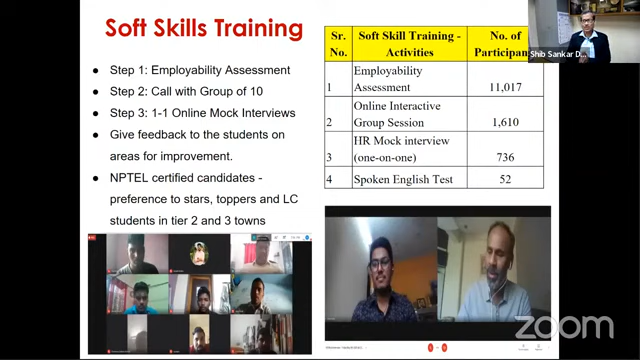 Soft Skills Training
● Step 1: Employability Assessment
● Step 2: Call with Group of 10
● Step 3: 1-1 Online Mock Interviews
● Give feedback to the students on
areas for improvement.
● NPTEL certified candidates -
preference to stars, toppers and LC
students in tier 2 and 3 towns
Sr. No. Soft Skill Training - Activities No. of Participan
1 Employability Assessment 11,017
2 Online Interactive Group Session 1,610
3 HR Mock interview (one-on-one) 736
4 Spoken English Test 52
Shib Sankar D...
zoom